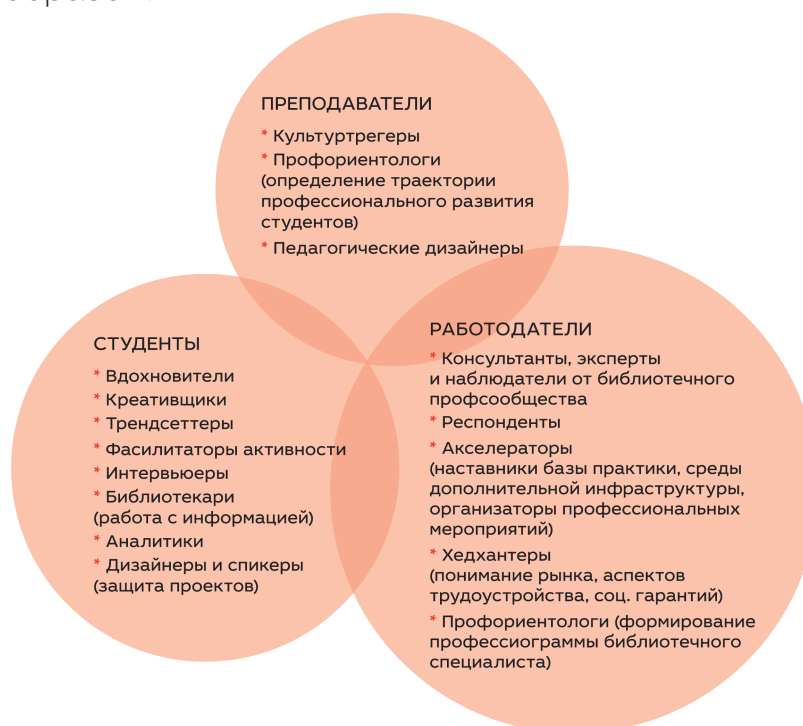 ПРЕПОДАВАТЕЛИ
* Культуртрегеры
* Профориентологи
(определение траектории
профессионального развития
студентов)
* Педагогические дизайнеры
СТУДЕНТЫ
* Вдохновители
* Креативщики
* Трендсеттеры
* Фасилитаторы активности
* Интервьюеры
* Библиотекари
(работа с информацией)
* Аналитики
* Дизайнеры и спикеры
(защита проектов)
РАБОТОДАТЕЛИ
* Консультанты, эксперты
и наблюдатели от библиотечного
профсообщества
* Респонденты
* Акселераторы
(наставники базы практики, среды
дополнительной инфраструктуры,
организаторы профессиональных
мероприятий)
* Хедхантеры
(понимание рынка, аспектов
трудоустройства, соц. гарантий)
* Профориентологи (формирование
профессиограммы библиотечного
специалиста)